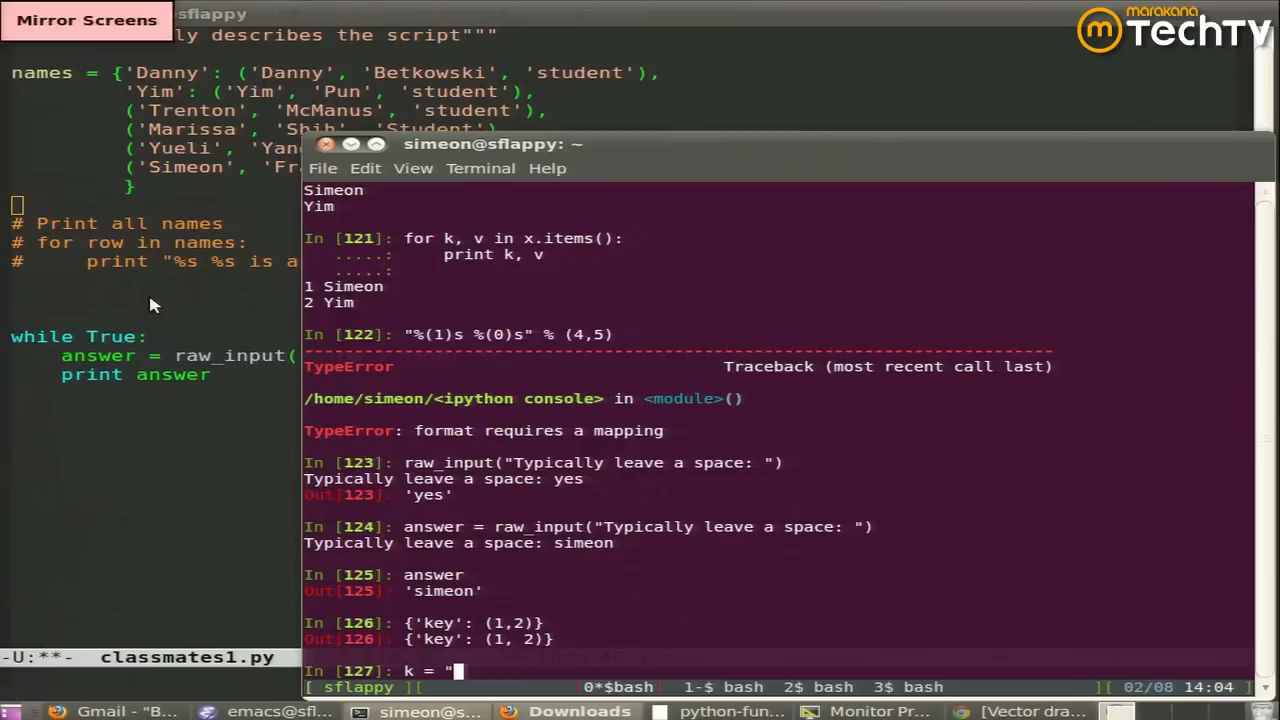 Mirror Screens
sflappy
marakana
TechTV
ly describes the script"""
names = {'Danny': ('Danny', 'Betkowski', 'student'),
'Yim': ('Yim', 'Pun', 'student'),
('Trenton', 'McManus', 'student'),
('Marissa', 'Shih', 'Student')
('Yueli', 'Yang
('Simeon', 'Fra
}
# Print all names
# for row in names:
# print "%s %s is a
while True:
answer = raw_input(
print answer
-U:**- classmates1.py
simeon@sflappy: ~
File Edit View Terminal Help
Simeon
Yim
In [121]: for k, v in x.items():
.....: print k, v
.....:
1 Simeon
2 Yim
In [122]: "%(1)s %(0)s" % (4,5)
---------------------------------------------------------------------------
TypeError Traceback (most recent call last)
/home/simeon/<ipython console> in <module>()
TypeError: format requires a mapping
In [123]: raw_input("Typically leave a space: ")
Typically leave a space: yes
Out[123]: 'yes'
In [124]: answer = raw_input("Typically leave a space: ")
Typically leave a space: simeon
In [125]: answer
Out[125]: 'simeon'
In [126]: {'key': (1,2)}
Out[126]: {'key': (1, 2)}
In [127]: k = "
[ sflappy ][ 0*$bash) 1-$ bash 2$ bash 3$ bash ][ 02/08 14:04 ]
Gmail - "B... emacs@sfl... simeon@s... Downloads python-fun... Monitor Pr... [Vector dra...